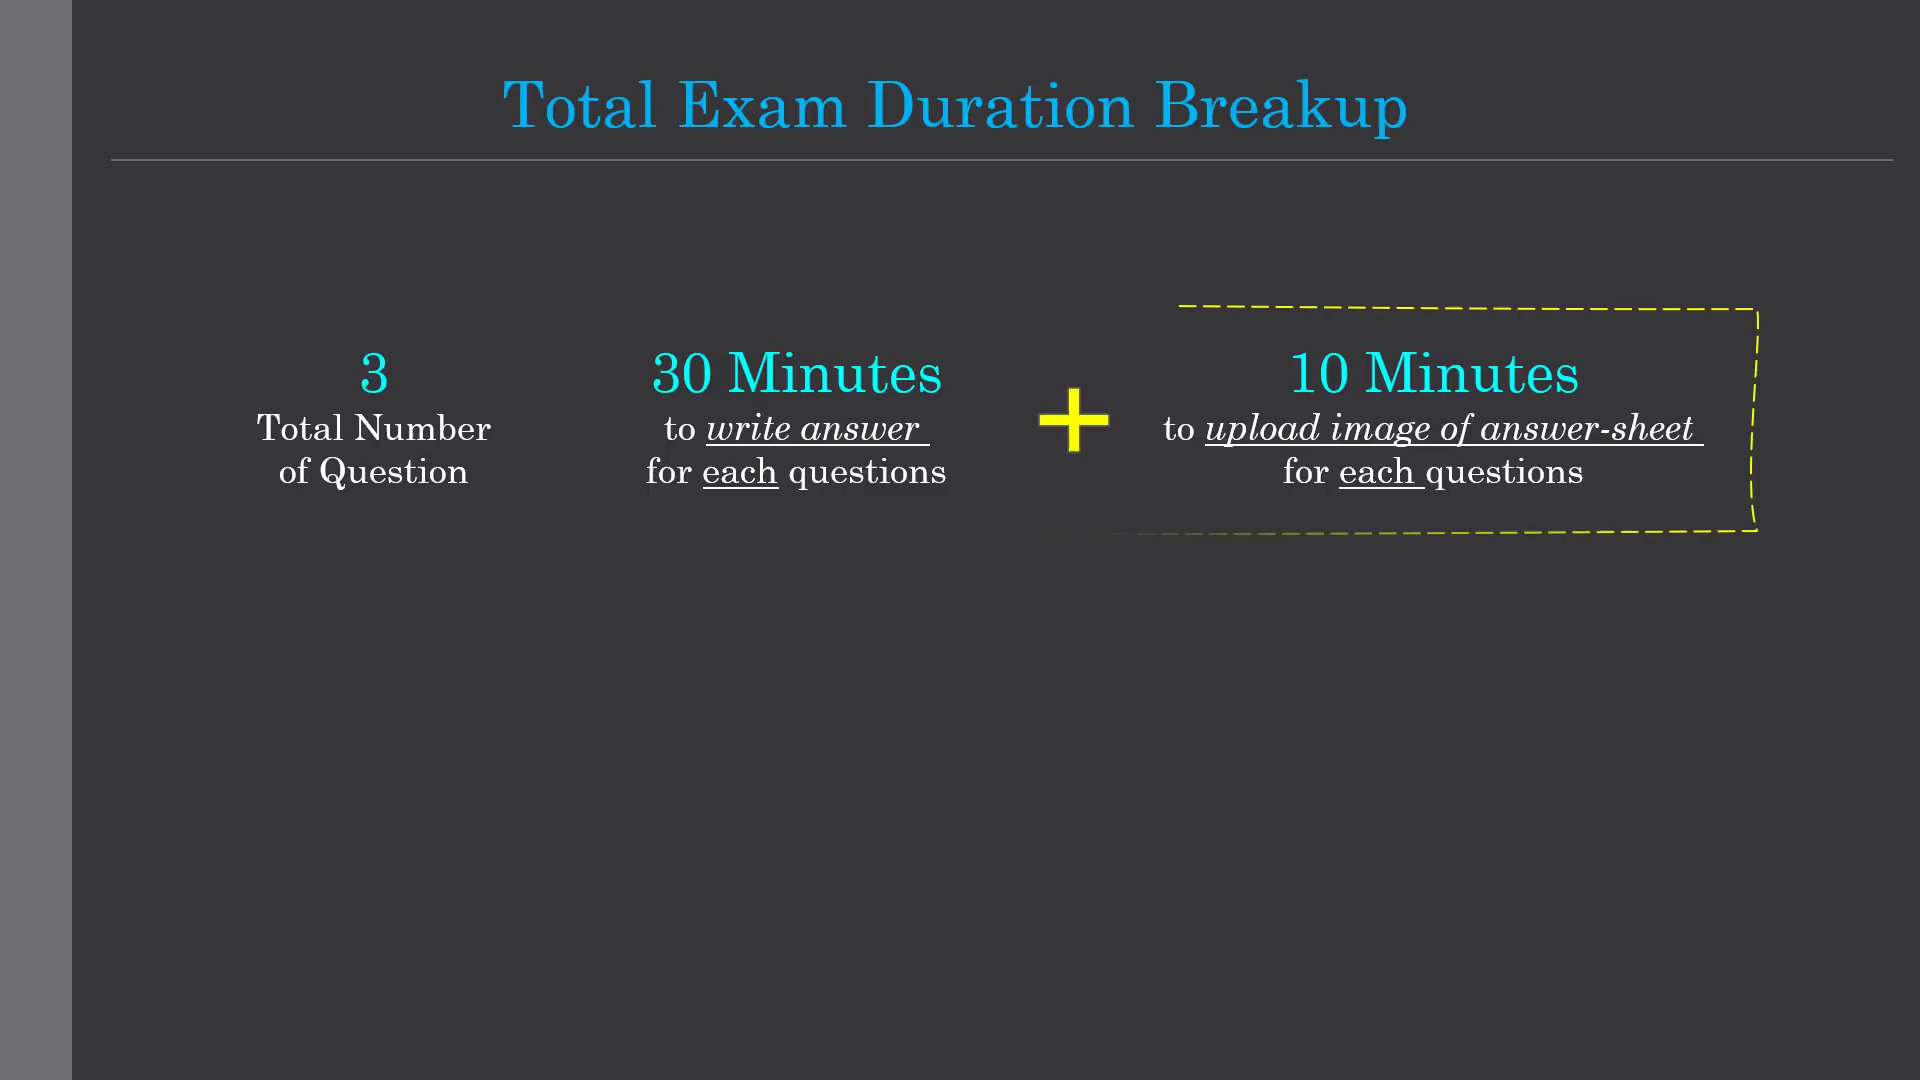 Total Exam Duration Breakup
3
Total Number
of Question
30 Minutes
to write answer
for each questions
+
10 Minutes
to upload image of answer-sheet
for each questions